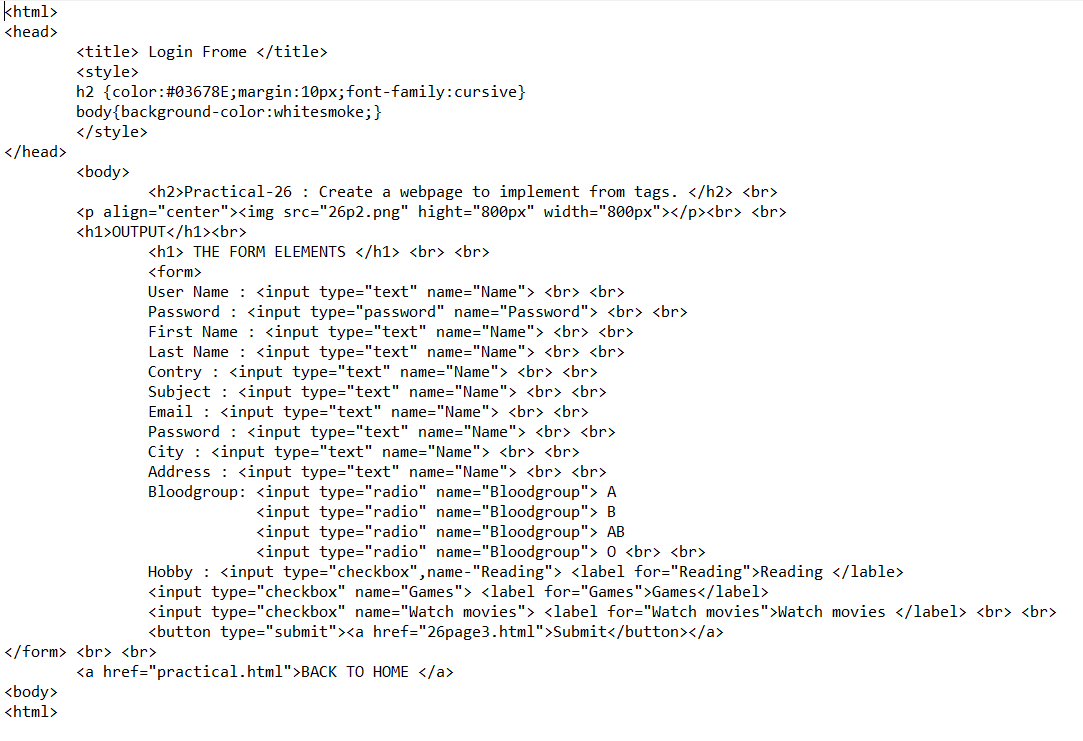 <html>
<head>
<title> Login Frome </title>
<style>
h2 {color:#03678E;margin:10px;font-family:cursive}
body{background-color:whitesmoke;}
</style>
</head>
<body>
<h2>Practical-26 : Create a webpage to implement from tags. </h2> <br>
<p align="center"><img src="26p2.png" hight="800px" width="800px"></p><br> <br>
<h1>OUTPUT</h1><br>
<h1> THE FORM ELEMENTS </h1> <br> <br>
<form>
User Name : <input type="text" name="Name"> <br> <br>
Password : <input type="password" name="Password"> <br> <br>
First Name : <input type="text" name="Name"> <br> <br>
Last Name : <input type="text" name="Name"> <br> <br>
Contry : <input type="text" name="Name"> <br> <br>
Subject : <input type="text" name="Name"> <br> <br>
Email : <input type="text" name="Name"> <br> <br>
Password : <input type="text" name="Name"> <br> <br>
City : <input type="text" name="Name"> <br> <br>
Address : <input type="text" name="Name"> <br> <br>
Bloodgroup: <input type="radio" name="Bloodgroup"> A
<input type="radio" name="Bloodgroup"> B
<input type="radio" name="Bloodgroup"> AB
<input type="radio" name="Bloodgroup"> O <br> <br>
Hobby : <input type="checkbox",name-"Reading"> <label for="Reading">Reading </lable>
<input type="checkbox" name="Games"> <label for="Games">Games</label>
<input type="checkbox" name="Watch movies"> <label for="Watch movies">Watch movies </label> <br> <br>
<button type="submit"><a href="26page3.html">Submit</button></a>
</form> <br> <br>
<a href="practical.html">BACK TO HOME </a>
<body>
<html>